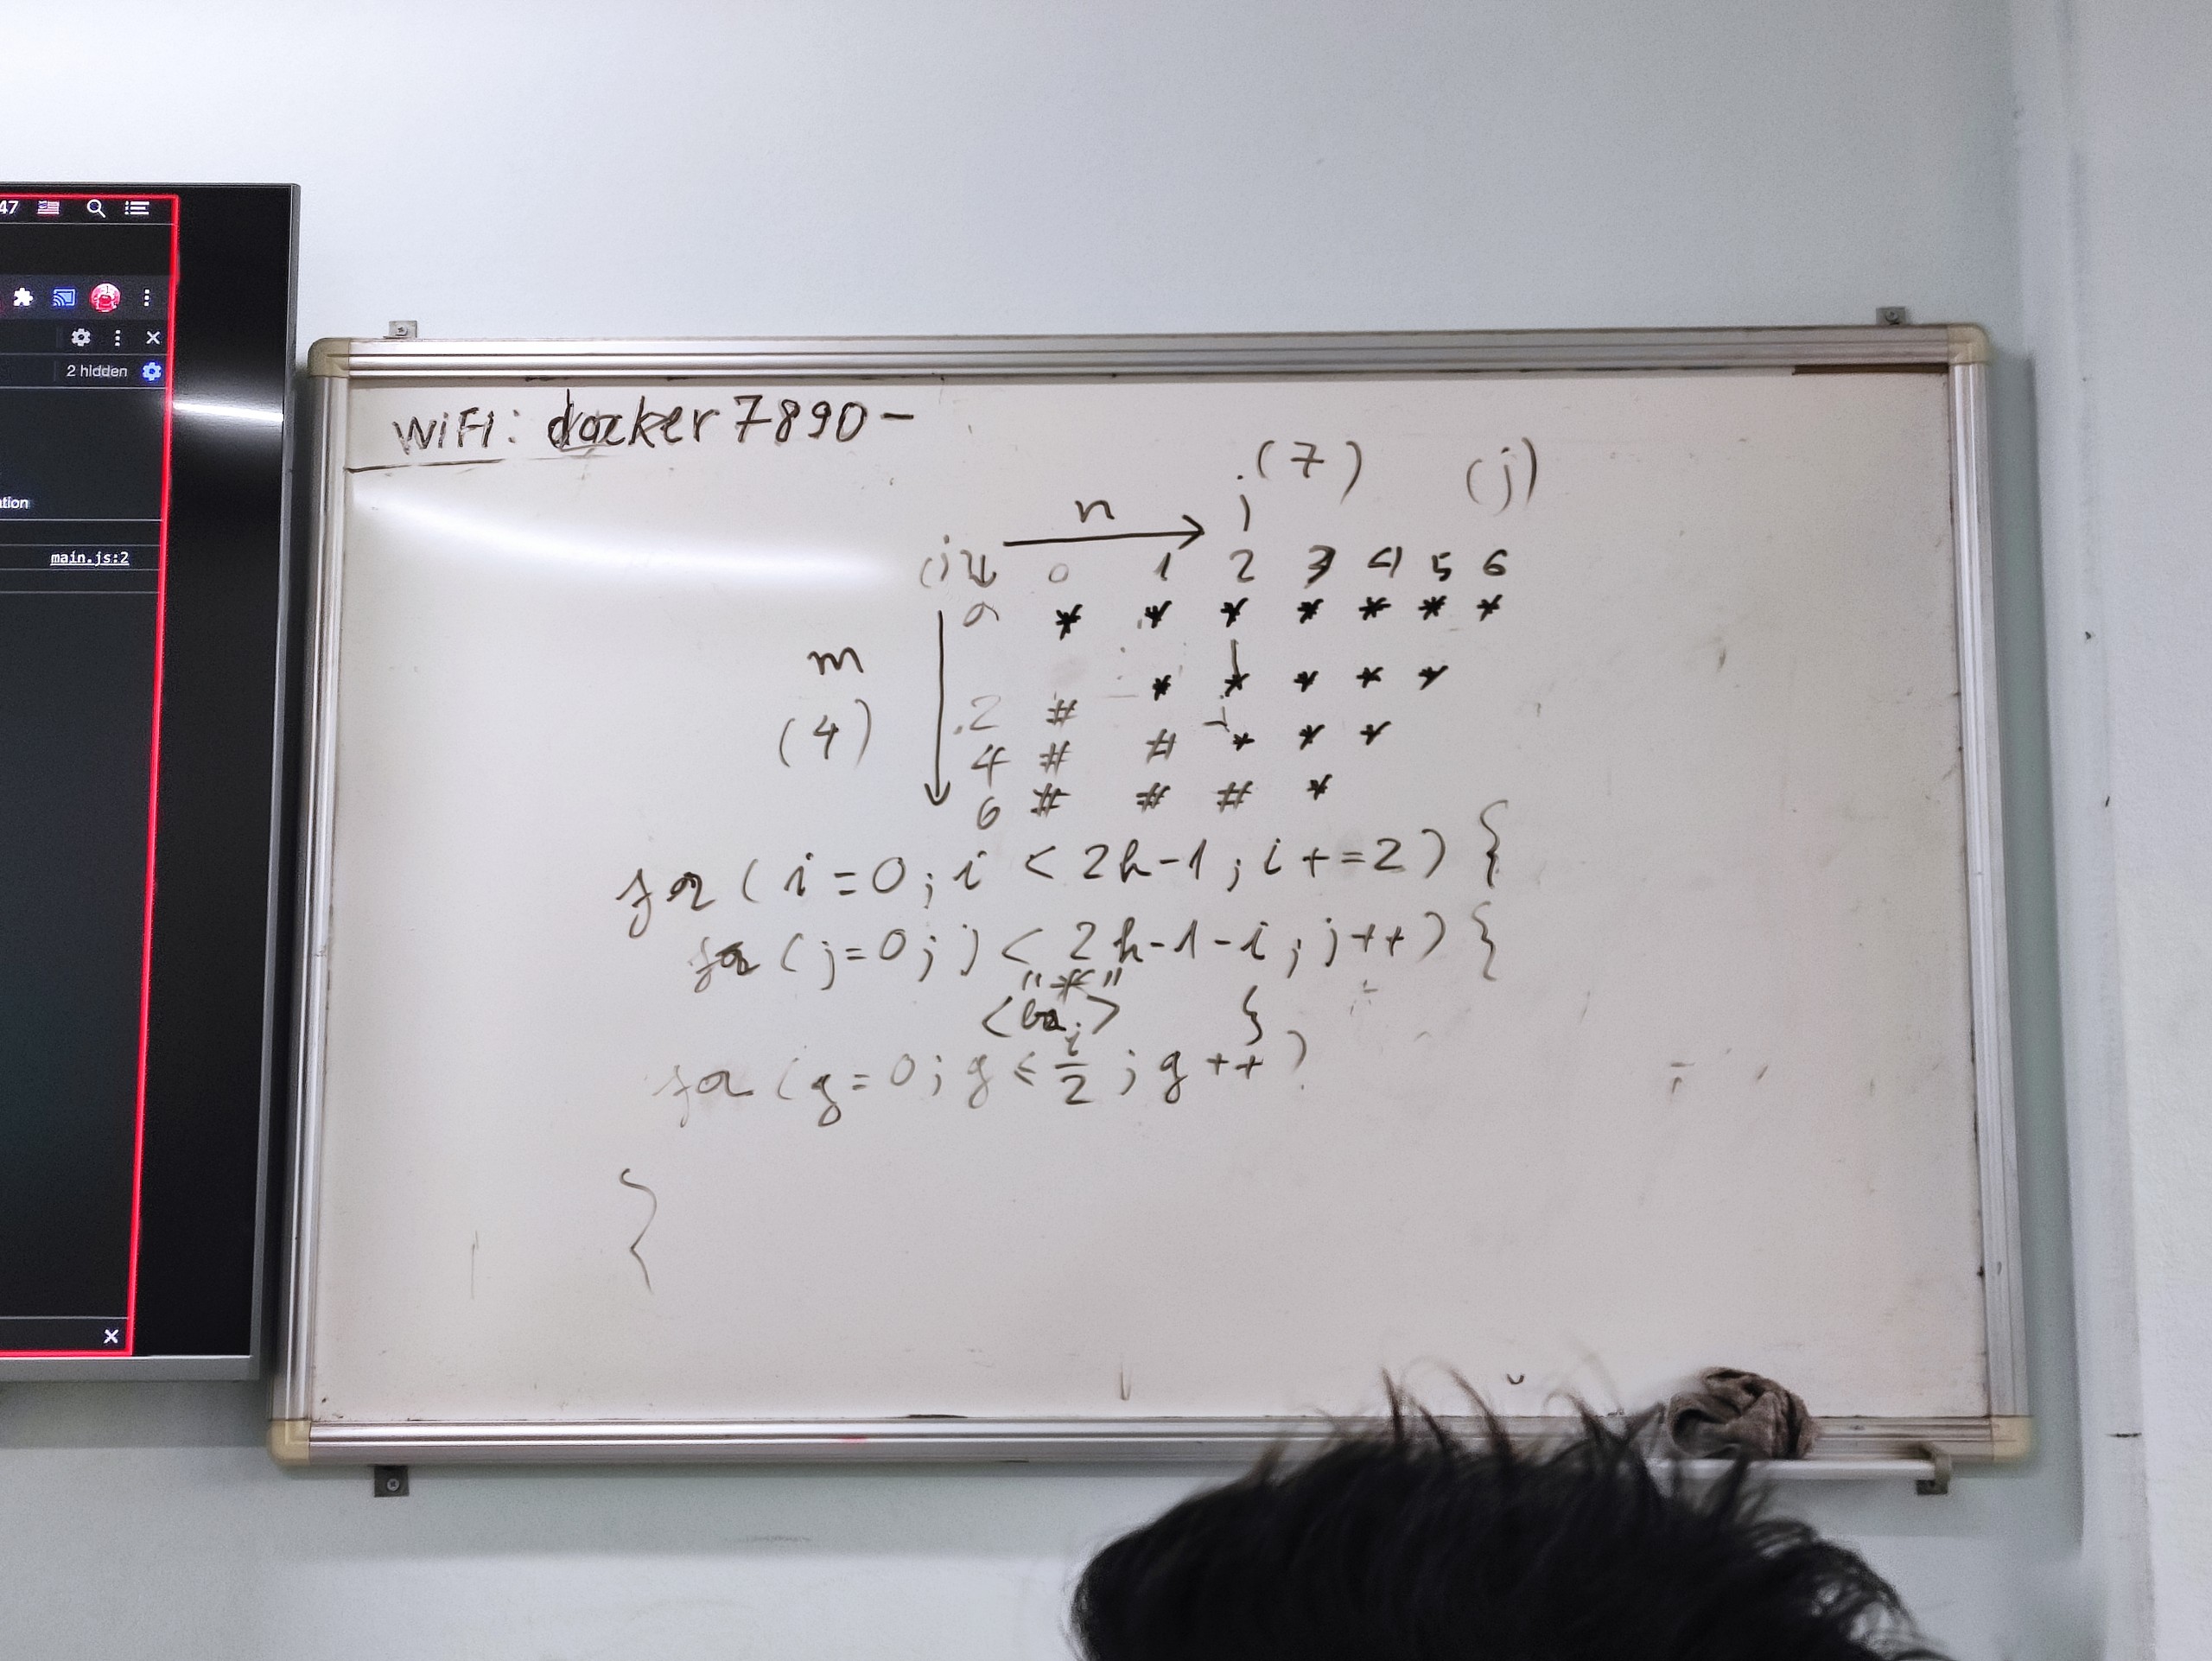 47
2 hidden
ation
main.js:2
WiFi: docker7890-
(7) (j)
n j
(i) 0 1 2 3 4 5 6
0 * * * * * * *
m
* * * * *
2 #
(4)
4 # # * * *
6 # # # *
for (i=0; i < 2h-1; i+=2) {
for (j=0; j < 2h-1-i; j++) {
"*"
<br> }
for (g=0; g ≤ i/2; g++)
}